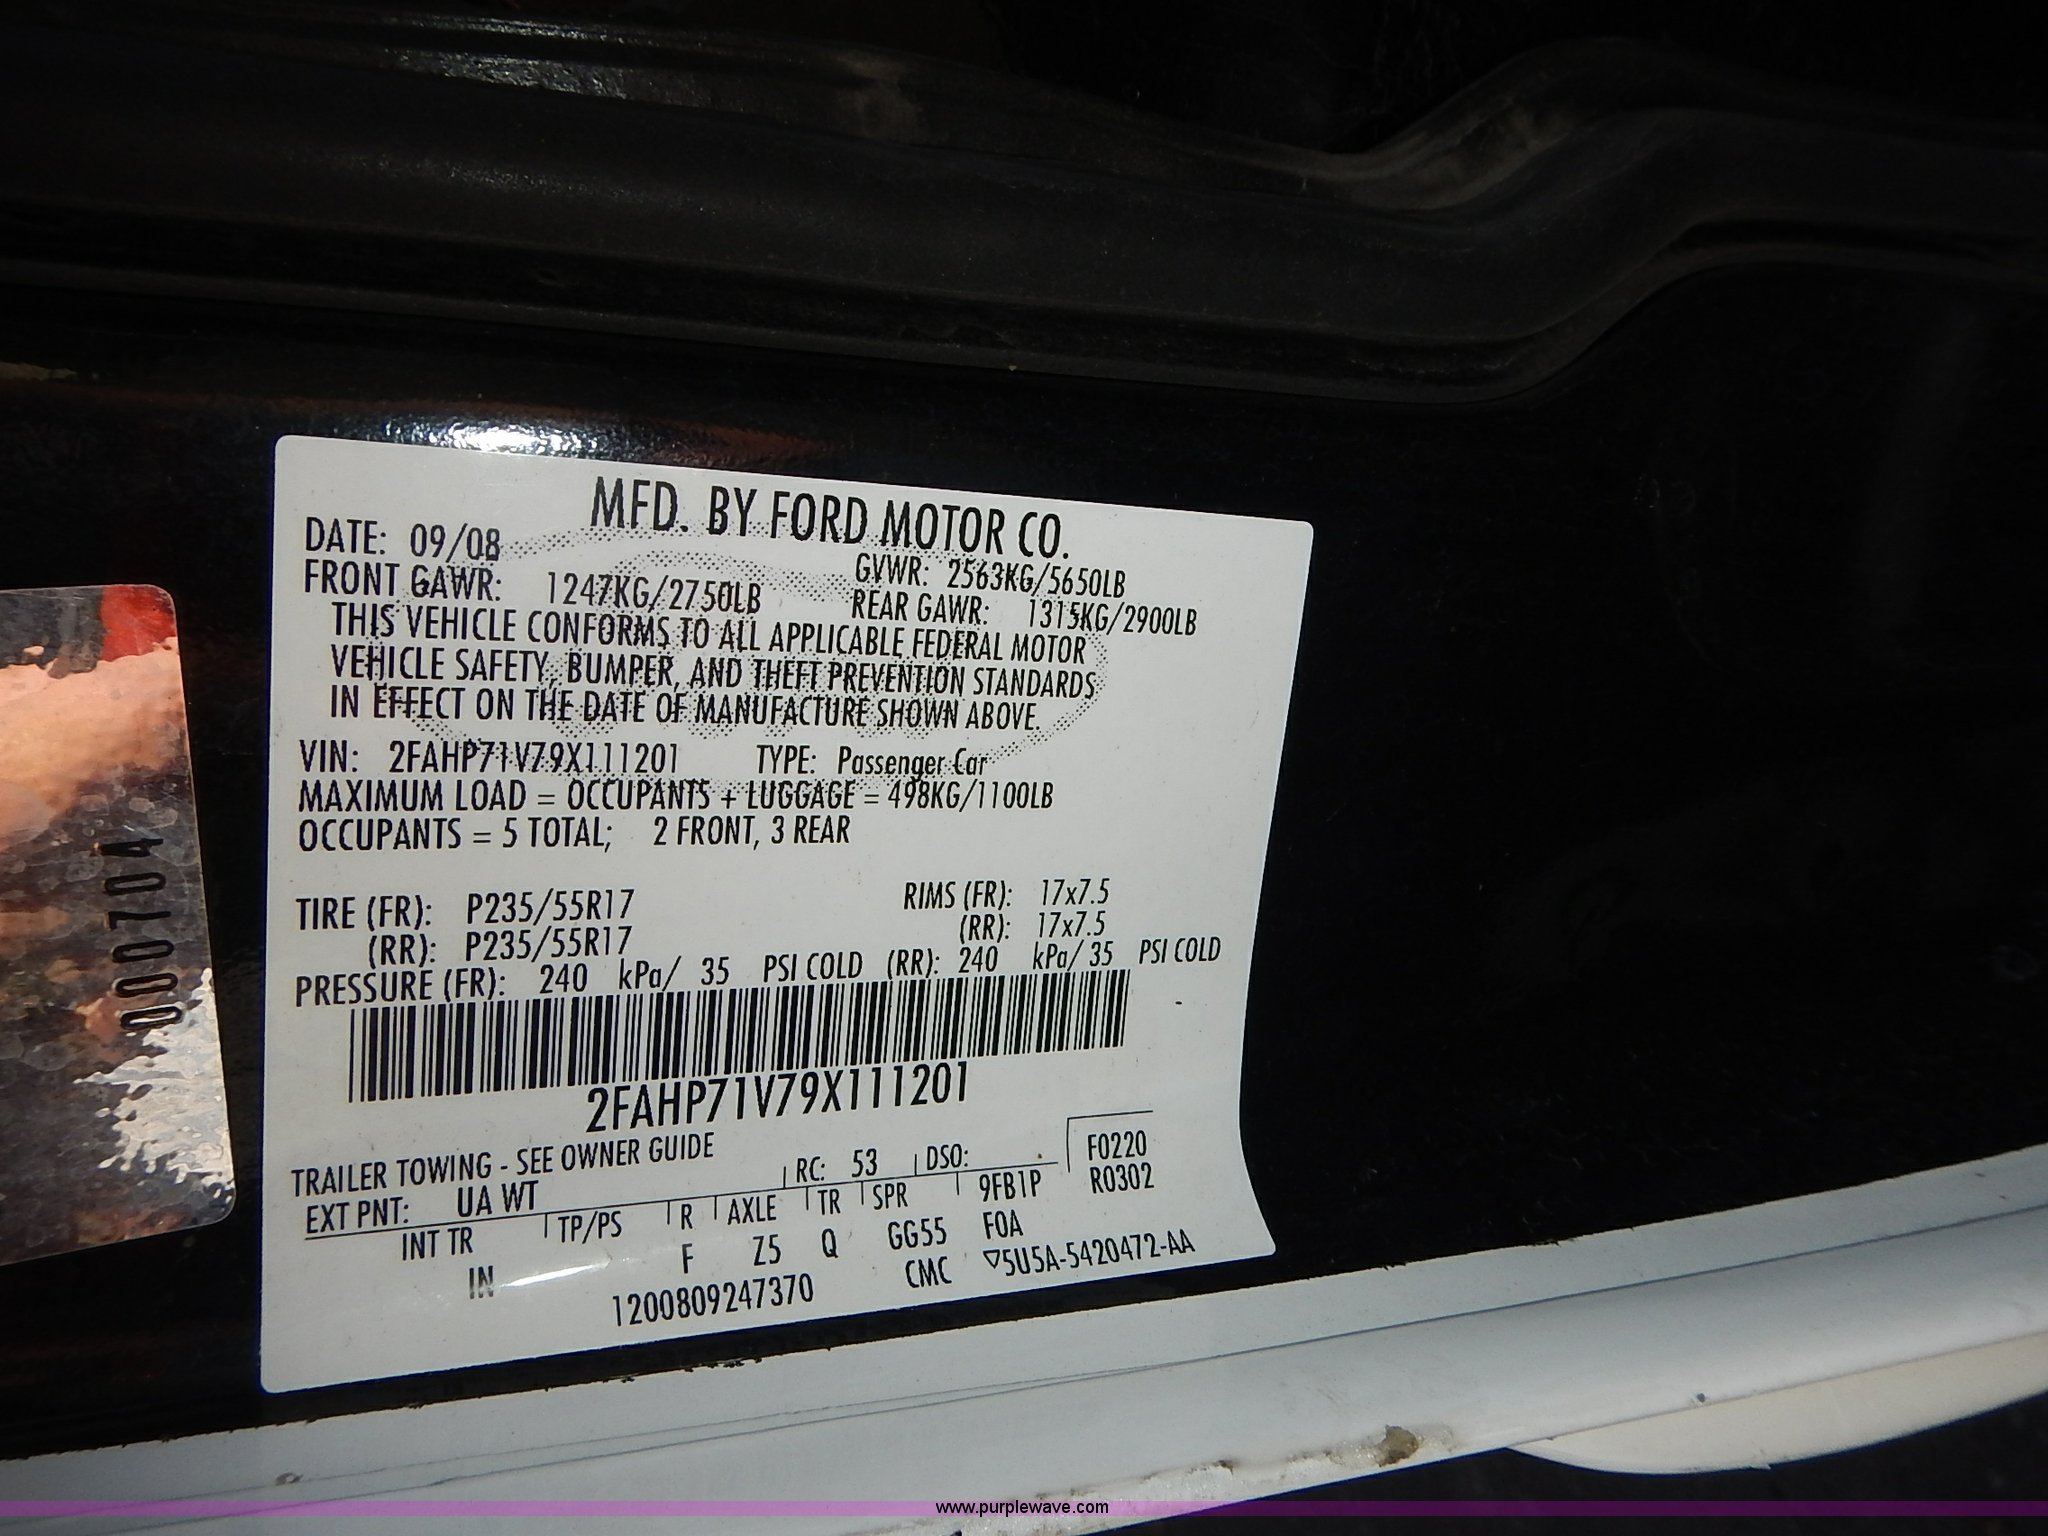 MFD. BY FORD MOTOR CO.
DATE: 09/08
GVWR: 2563KG/5650LB
FRONT GAWR: 1247KG/2750LB
REAR GAWR: 1315KG/2900LB
THIS VEHICLE CONFORMS TO ALL APPLICABLE FEDERAL MOTOR
VEHICLE SAFETY, BUMPER, AND THEFT PREVENTION STANDARDS
IN EFFECT ON THE DATE OF MANUFACTURE SHOWN ABOVE.
VIN: 2FAHP71V79X111201 TYPE: Passenger Car
MAXIMUM LOAD = OCCUPANTS + LUGGAGE = 498KG/1100LB
OCCUPANTS = 5 TOTAL; 2 FRONT, 3 REAR
TIRE (FR): P235/55R17 RIMS (FR): 17x7.5
(RR): P235/55R17 (RR): 17x7.5
PRESSURE (FR): 240 kPa/ 35 PSI COLD (RR): 240 kPa/ 35 PSI COLD
2FAHP71V79X111201
TRAILER TOWING - SEE OWNER GUIDE
EXT PNT: UA WT RC: 53 DSO: F0220
INT TR TP/PS R AXLE TR SPR 9FB1P R0302
IN F Z5 Q GG55 FOA
1200809247370 CMC ▽5U5A-5420472-AA
000704
www.purplewave.com